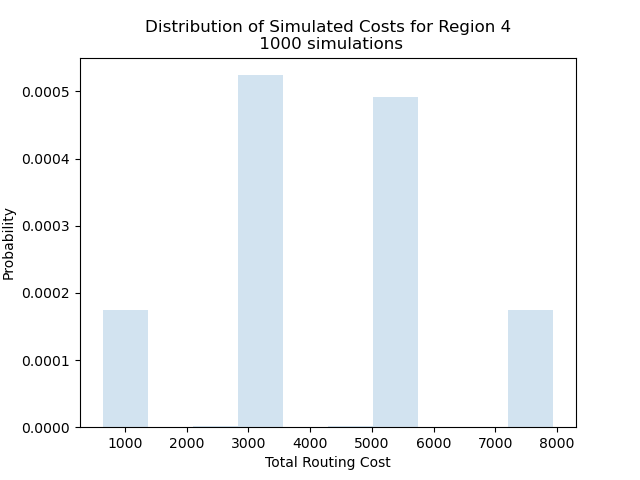 Distribution of Simulated Costs for Region 4
1000 simulations
0.0005
0.0004
0.0003
0.0002
0.0001
0.0000
Probability
1000 2000 3000 4000 5000 6000 7000 8000
Total Routing Cost